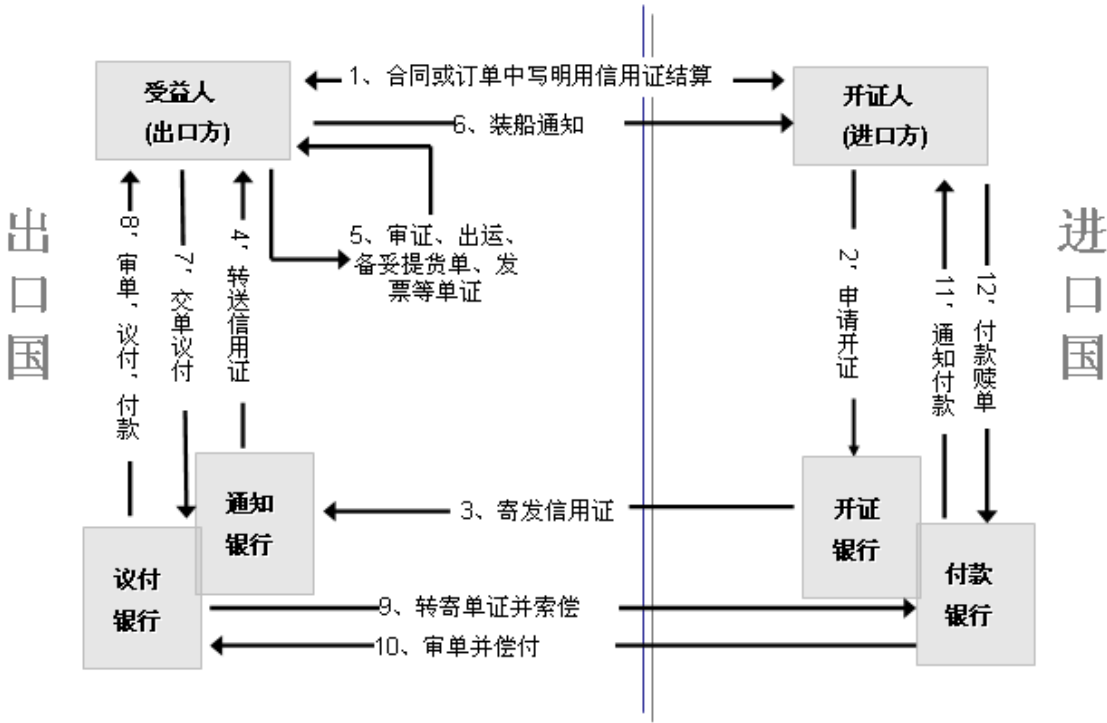 1、合同或订单中写明用信用证结算
受益人
(出口方)
开证人
(进口方)
6、装船通知
出口国
进口国
8、审单、议付、付款
7、交单议付
4、转送信用证
5、审证、出运、
备妥提货单、发
票等单证
2、申请开证
11、通知付款
12、付款赎单
通知
银行
3、寄发信用证
开证
银行
议付
银行
付款
银行
9、转寄单证并索偿
10、审单并偿付